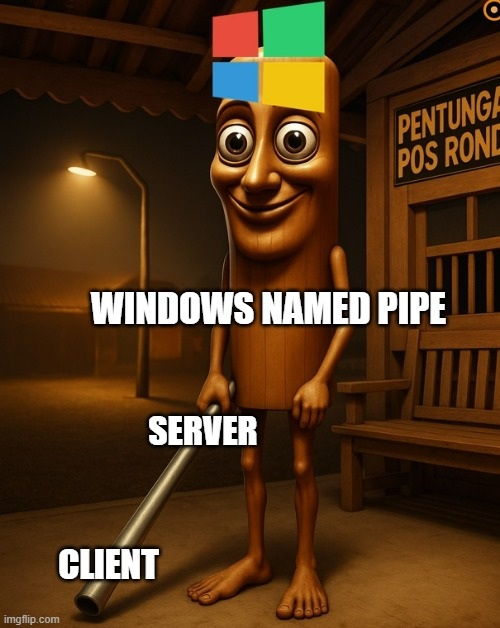 PENTUNGA
POS ROND
WINDOWS NAMED PIPE
SERVER
CLIENT
imgflip.com